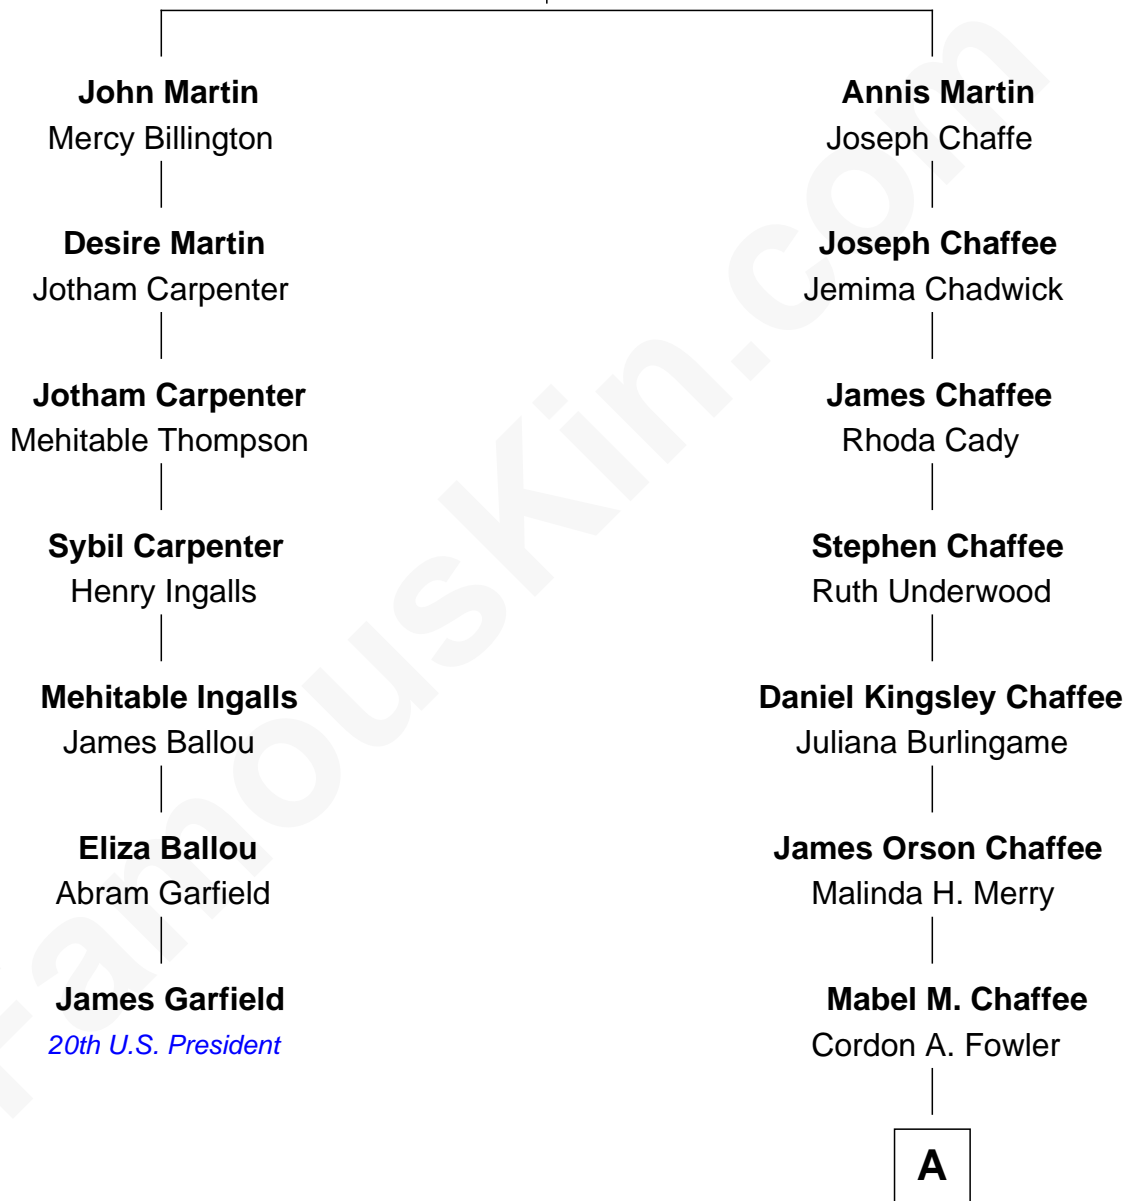 John Martin
Mercy Billington
Annis Martin
Joseph Chaffe
Desire Martin
Jotham Carpenter
Joseph Chaffee
Jemima Chadwick
Jotham Carpenter
Mehitable Thompson
James Chaffee
Rhoda Cady
Sybil Carpenter
Henry Ingalls
Stephen Chaffee
Ruth Underwood
Mehitable Ingalls
James Ballou
Daniel Kingsley Chaffee
Juliana Burlingame
Eliza Ballou
Abram Garfield
James Orson Chaffee
Malinda H. Merry
James Garfield
20th U.S. President
Mabel M. Chaffee
Cordon A. Fowler
A
FamousKin.com